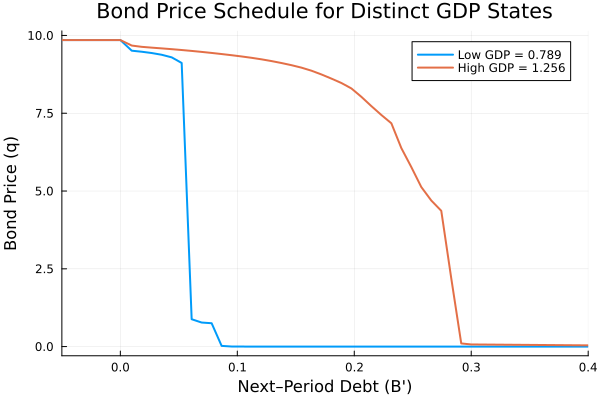 Bond Price Schedule for Distinct GDP States
Low GDP = 0.789
High GDP = 1.256
Bond Price (q)
10.0
7.5
5.0
2.5
0.0
0.0 0.1 0.2 0.3 0.4
Next–Period Debt (B')